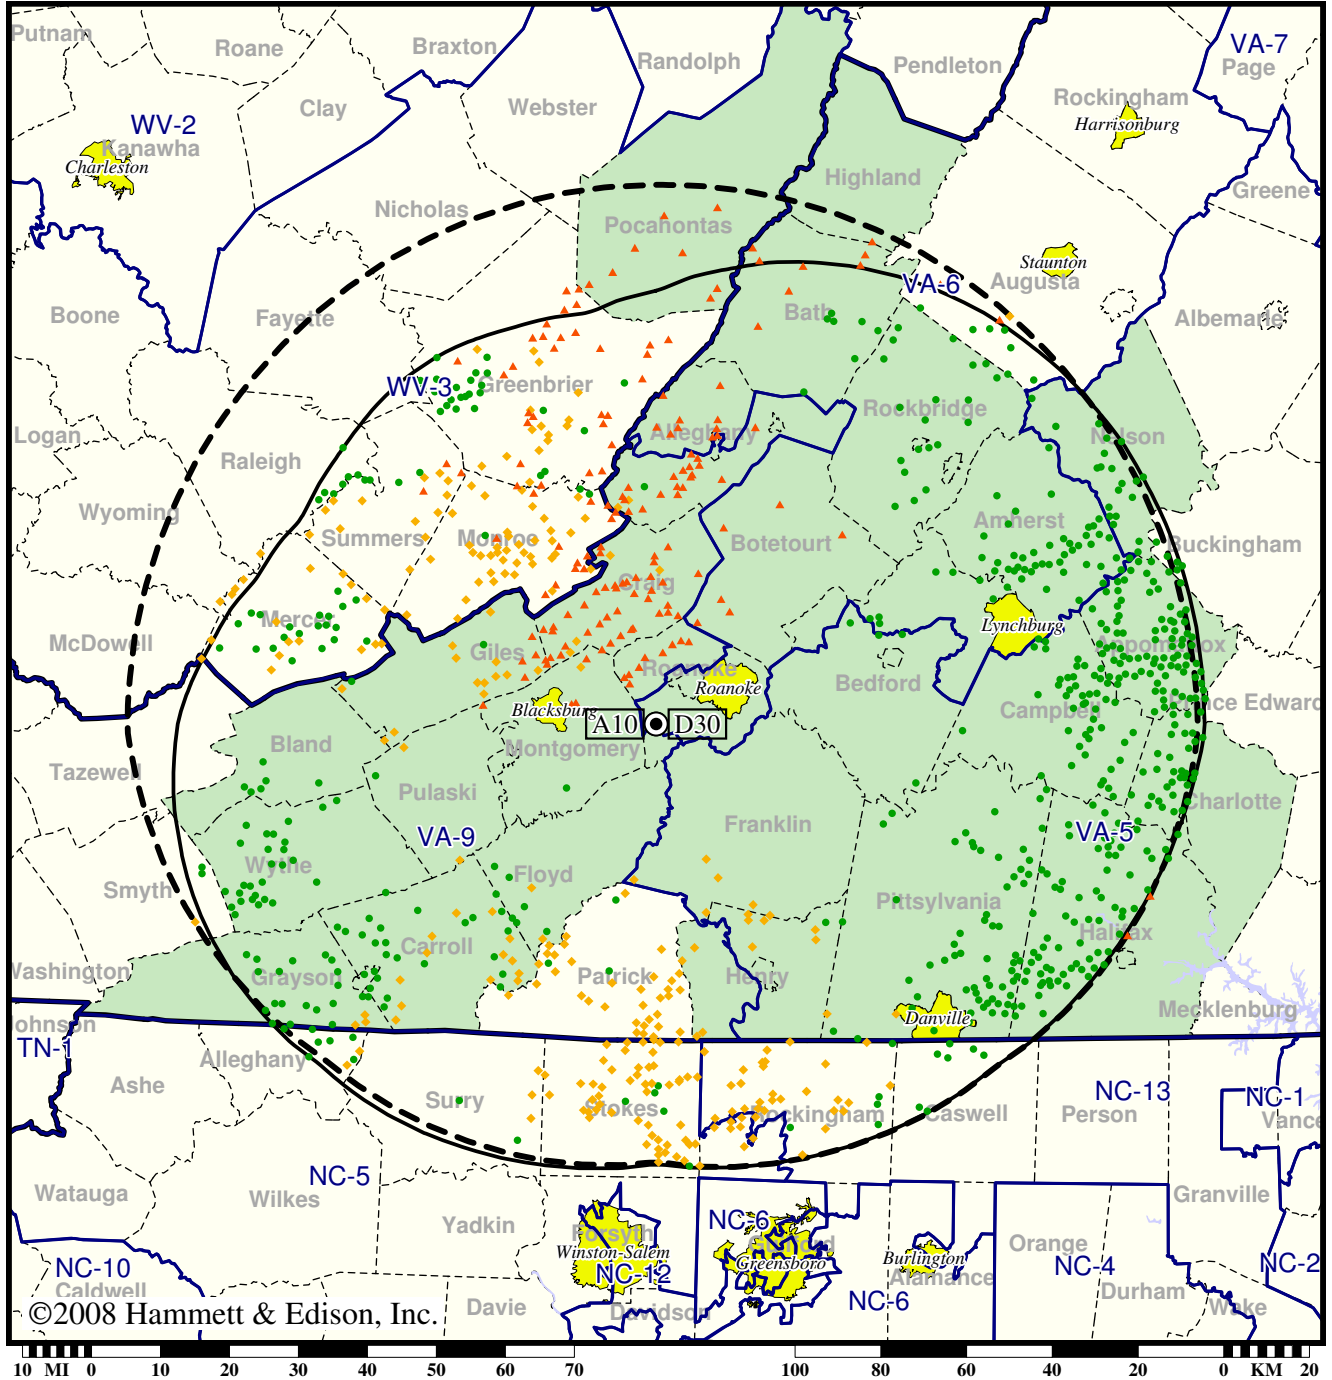 Putnam
Roane
Braxton
Randolph
Pendleton
VA-7
Page
Clay
Webster
Rockingham
Harrisonburg
WV-2
Kanawha
Charleston
Highland
Greene
Nicholas
Pocahontas
Staunton
Augusta
VA-6
Boone
Fayette
Bath
Albemarle
WV-3
Greenbrier
Rockbridge
Logan
Alleghany
Nelson
Raleigh
Wyoming
Summers
Monroe
Botetourt
Amherst
Buckingham
Craig
McDowell
Mercer
Giles
Lynchburg
Appomattox
Roanoke
Roanoke
Bedford
Blacksburg
Campbell
Prince Edward
A10
D30
Bland
Montgomery
Tazewell
Pulaski
Charlotte
Franklin
VA-9
VA-5
Wythe
Floyd
Smyth
Pittsylvania
Carroll
Halifax
Washington
Grayson
Patrick
Henry
Mecklenburg
Johnson
Danville
TN-1
Alleghany
Ashe
Surry
Stokes
Rockingham
Caswell
Person
NC-13
NC-1
Vance
NC-5
Watauga
Wilkes
Yadkin
Granville
NC-6
Forsyth
Guilford
Winston-Salem
Greensboro
Burlington
Orange
NC-10
NC-12
Alamance
NC-4
NC-2
Caldwell
Davie
Davidson
NC-6
Durham
Wake
©2008 Hammett & Edison, Inc.
10 MI 0 10 20 30 40 50 60 70
100 80 60 40 20 0 KM 20